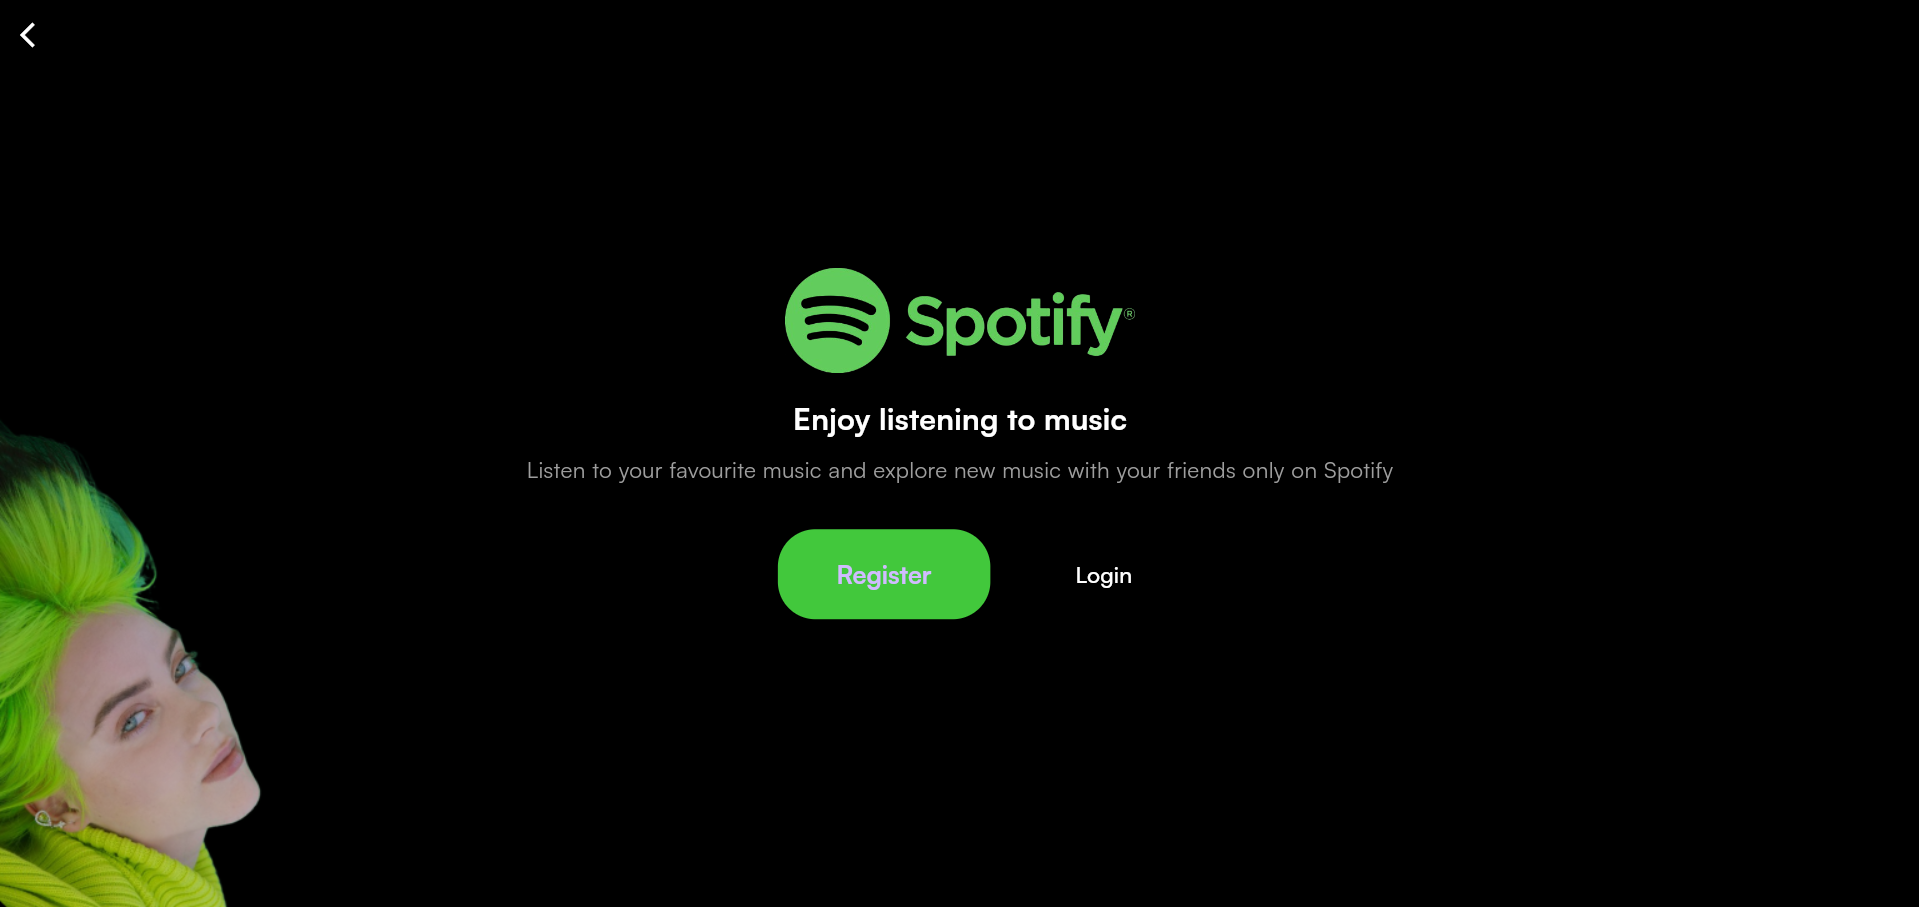 Spotify®
Enjoy listening to music
Listen to your favourite music and explore new music with your friends only on Spotify
Register
Login